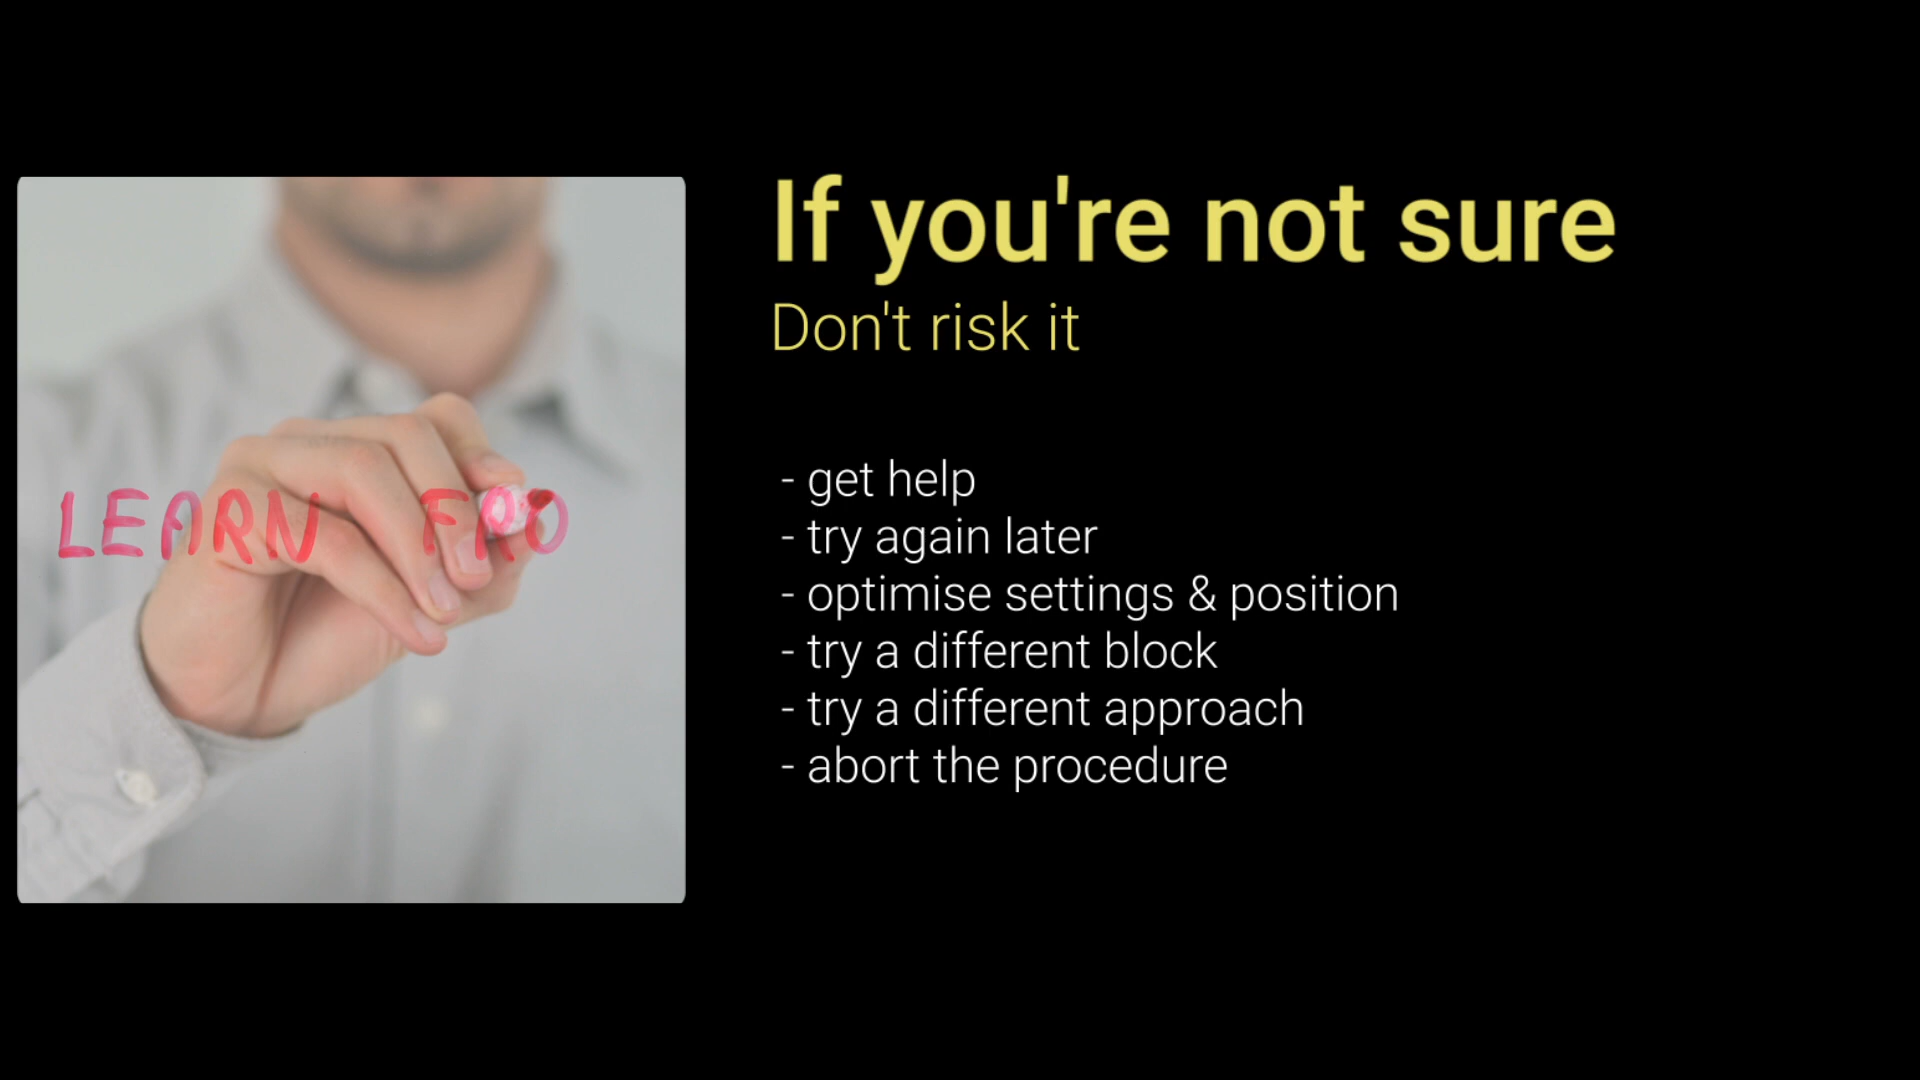 LEARN FRO
If you're not sure
Don't risk it
- get help
- try again later
- optimise settings & position
- try a different block
- try a different approach
- abort the procedure